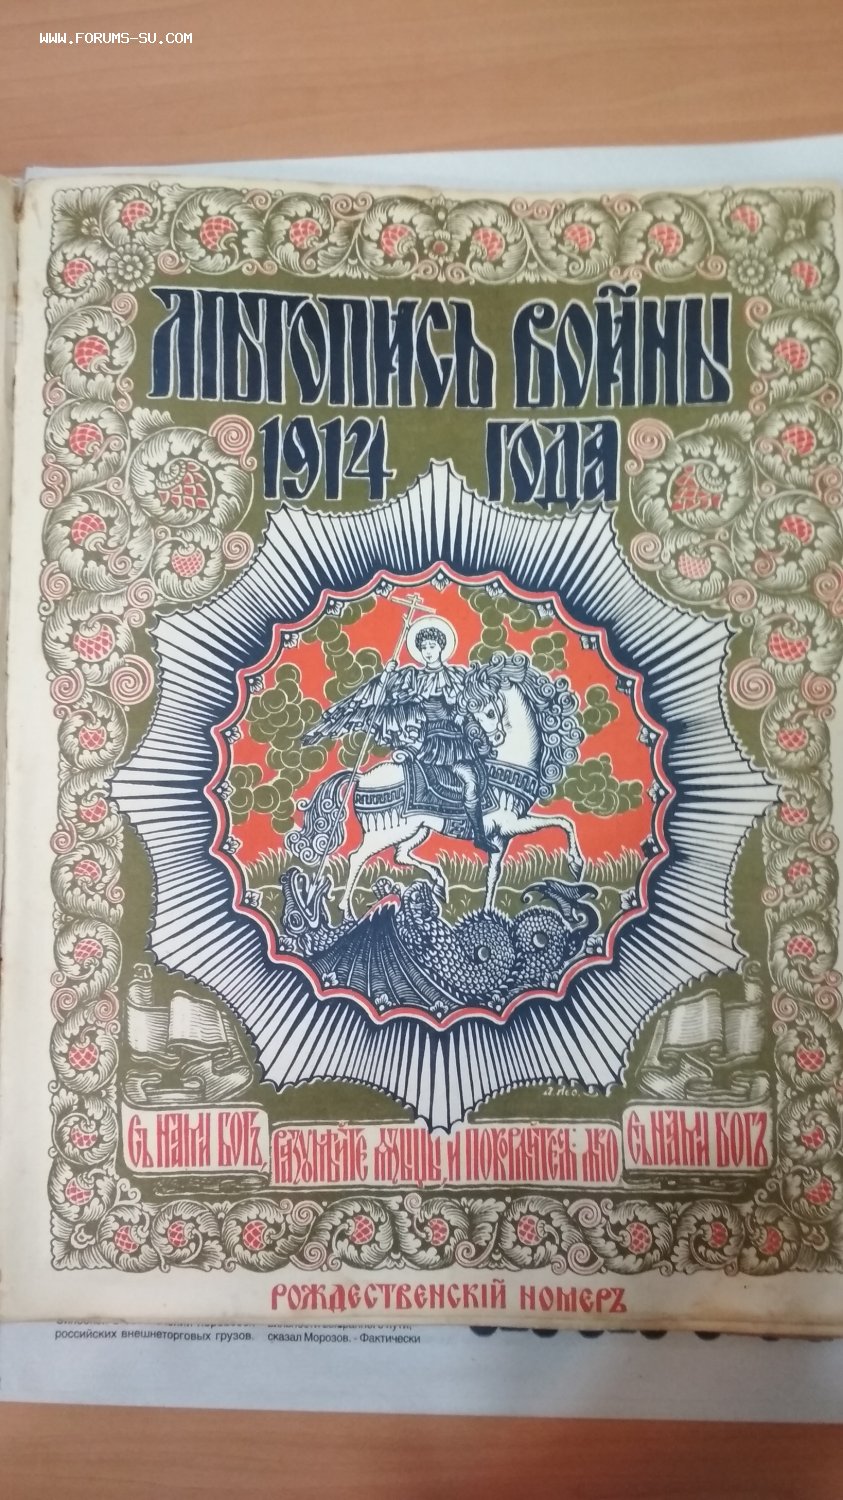 www.forums-su.com
Лѣтопись войны
1914 года
Съ нами Богъ, разумѣйте языцы, и покоряйтеся: яко съ нами Богъ
Рождественскій номеръ
российских внешнеторговых грузов.
сказал Морозов. - Фактически